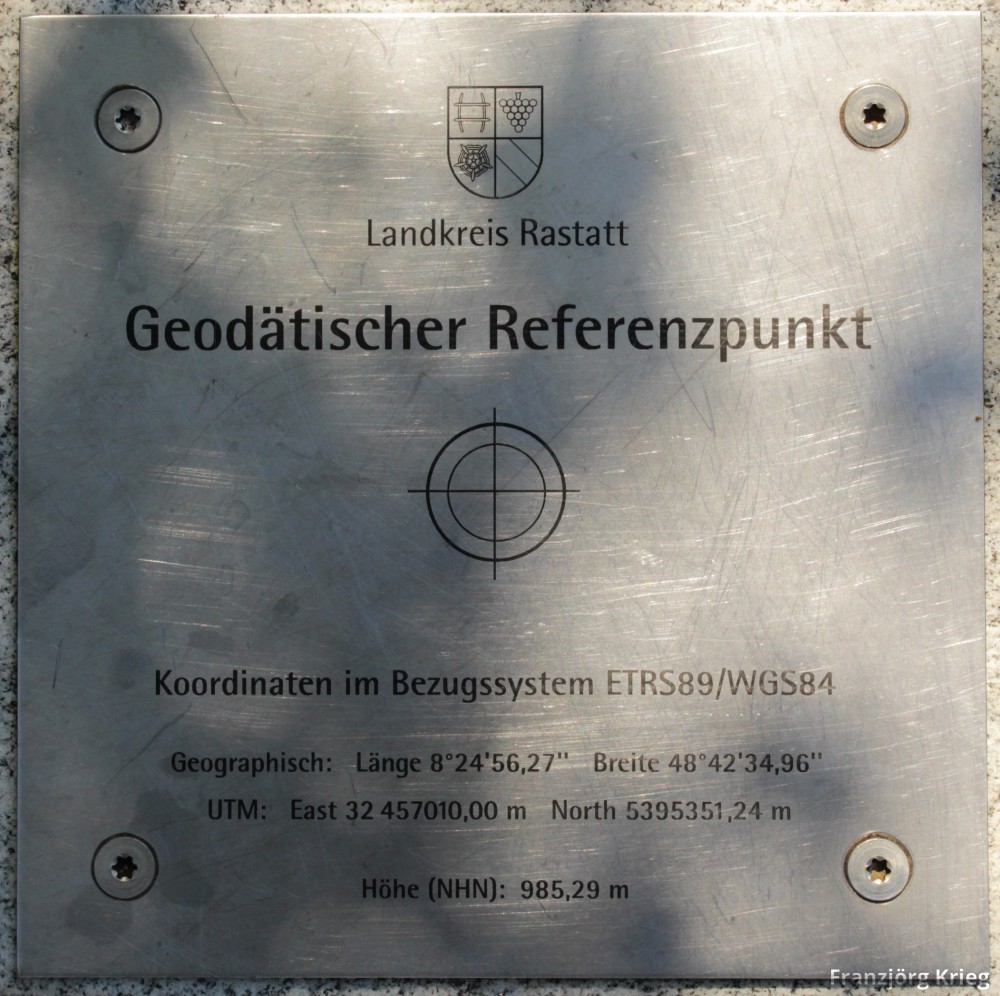 Landkreis Rastatt
Geodätischer Referenzpunkt
Koordinaten im Bezugssystem ETRS89/WGS84
Geographisch: Länge 8°24'56,27'' Breite 48°42'34,96''
UTM: East 32 457010,00 m North 5395351,24 m
Höhe (NHN): 985,29 m
Franzjörg Krieg